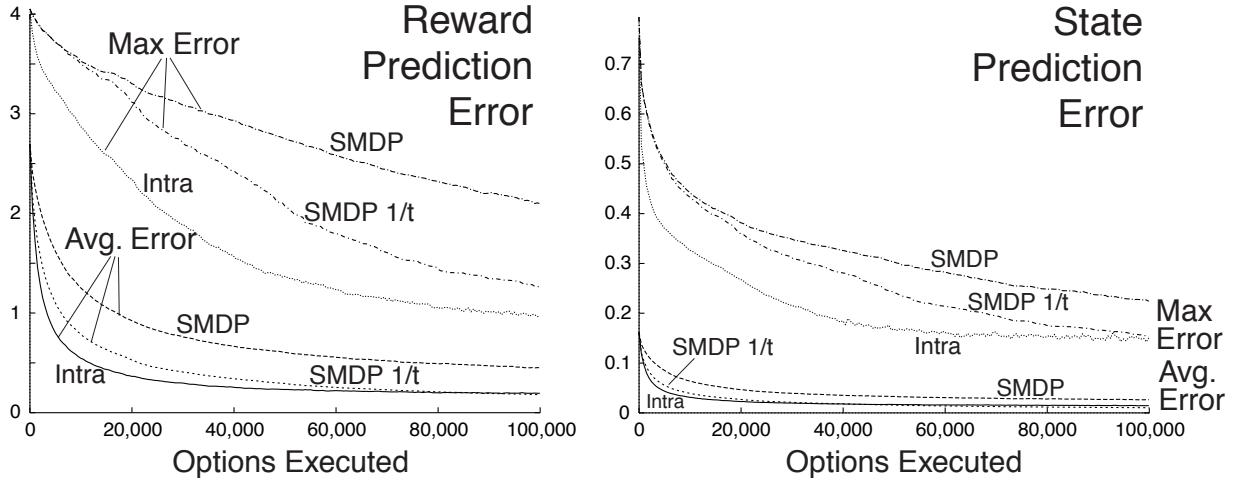 Reward
Prediction
Error
4
3
2
1
0
Max Error
SMDP
Intra
SMDP 1/t
Avg. Error
SMDP
Intra
SMDP 1/t
0
20,000
40,000
60,000
80,000
100,000
Options Executed
State
Prediction
Error
0.7
0.6
0.5
0.4
0.3
0.2
0.1
0
SMDP
SMDP 1/t
Intra
Max
Error
SMDP 1/t
SMDP
Intra
Avg.
Error
0
20,000
40,000
60,000
80,000
100,000
Options Executed